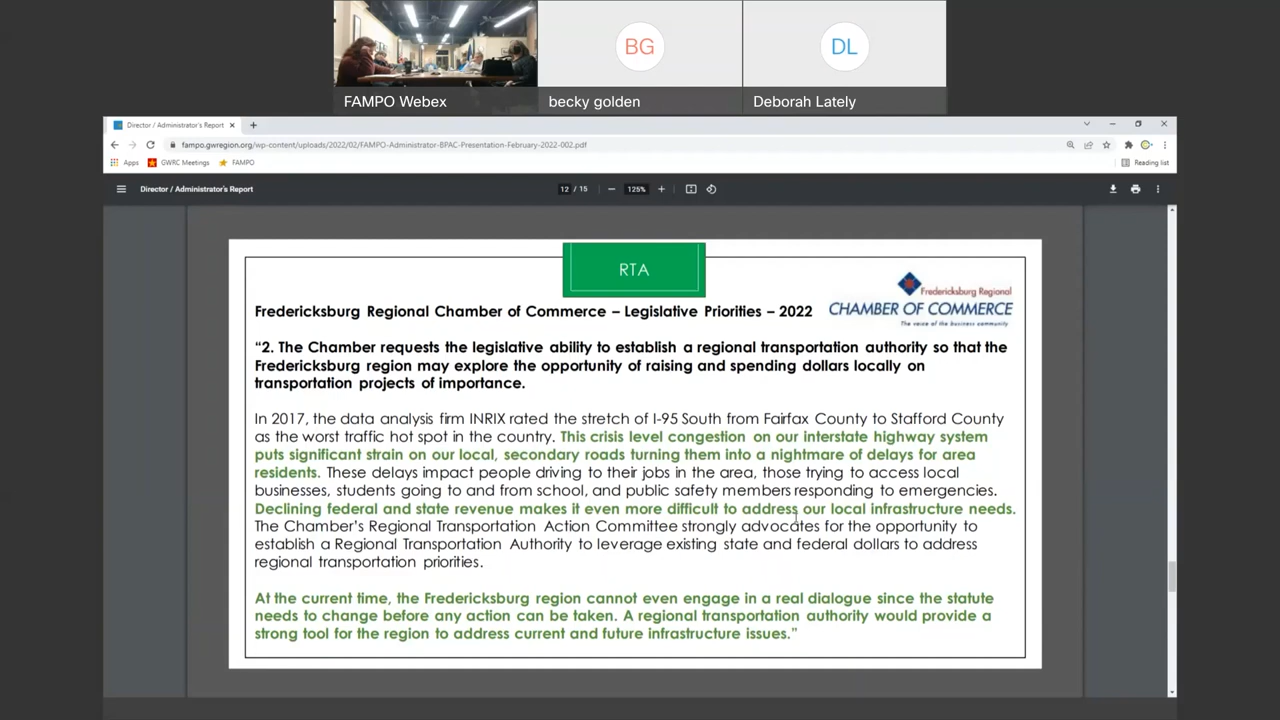 BG
DL
FAMPO Webex
becky golden
Deborah Lately
Director / Administrator's Report
fampo.gwregion.org/wp-content/uploads/2022/02/FAMPO-Administrator-BPAC-Presentation-February-2022-002.pdf
Apps GWRC Meetings FAMPO Reading list
Director / Administrator's Report 12 / 15 125%
RTA
Fredericksburg Regional
CHAMBER OF COMMERCE
The voice of the business community
Fredericksburg Regional Chamber of Commerce – Legislative Priorities – 2022
“2. The Chamber requests the legislative ability to establish a regional transportation authority so that the
Fredericksburg region may explore the opportunity of raising and spending dollars locally on
transportation projects of importance.
In 2017, the data analysis firm INRIX rated the stretch of I-95 South from Fairfax County to Stafford County
as the worst traffic hot spot in the country. This crisis level congestion on our interstate highway system
puts significant strain on our local, secondary roads turning them into a nightmare of delays for area
residents. These delays impact people driving to their jobs in the area, those trying to access local
businesses, students going to and from school, and public safety members responding to emergencies.
Declining federal and state revenue makes it even more difficult to address our local infrastructure needs.
The Chamber's Regional Transportation Action Committee strongly advocates for the opportunity to
establish a Regional Transportation Authority to leverage existing state and federal dollars to address
regional transportation priorities.
At the current time, the Fredericksburg region cannot even engage in a real dialogue since the statute
needs to change before any action can be taken. A regional transportation authority would provide a
strong tool for the region to address current and future infrastructure issues.”